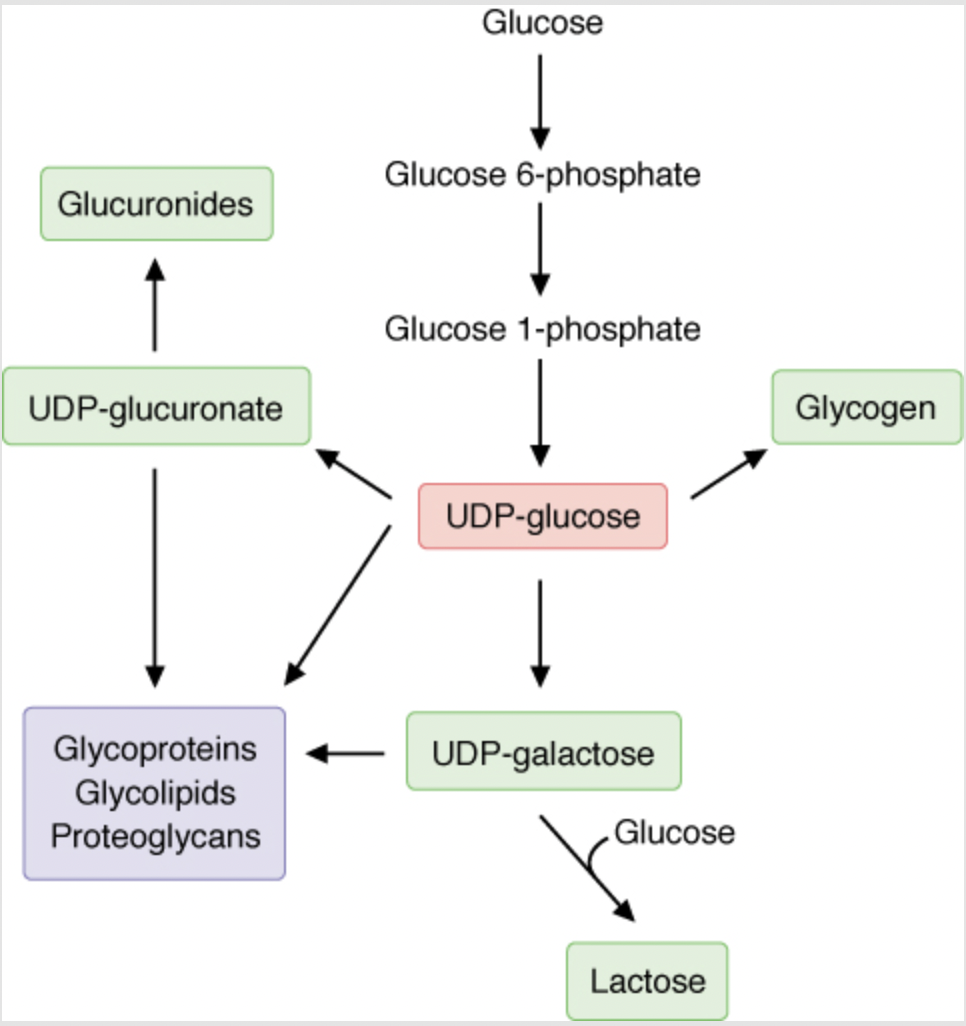 Glucose
Glucose 6-phosphate
Glucuronides
Glucose 1-phosphate
UDP-glucuronate
Glycogen
UDP-glucose
Glycoproteins
Glycolipids
Proteoglycans
UDP-galactose
Glucose
Lactose